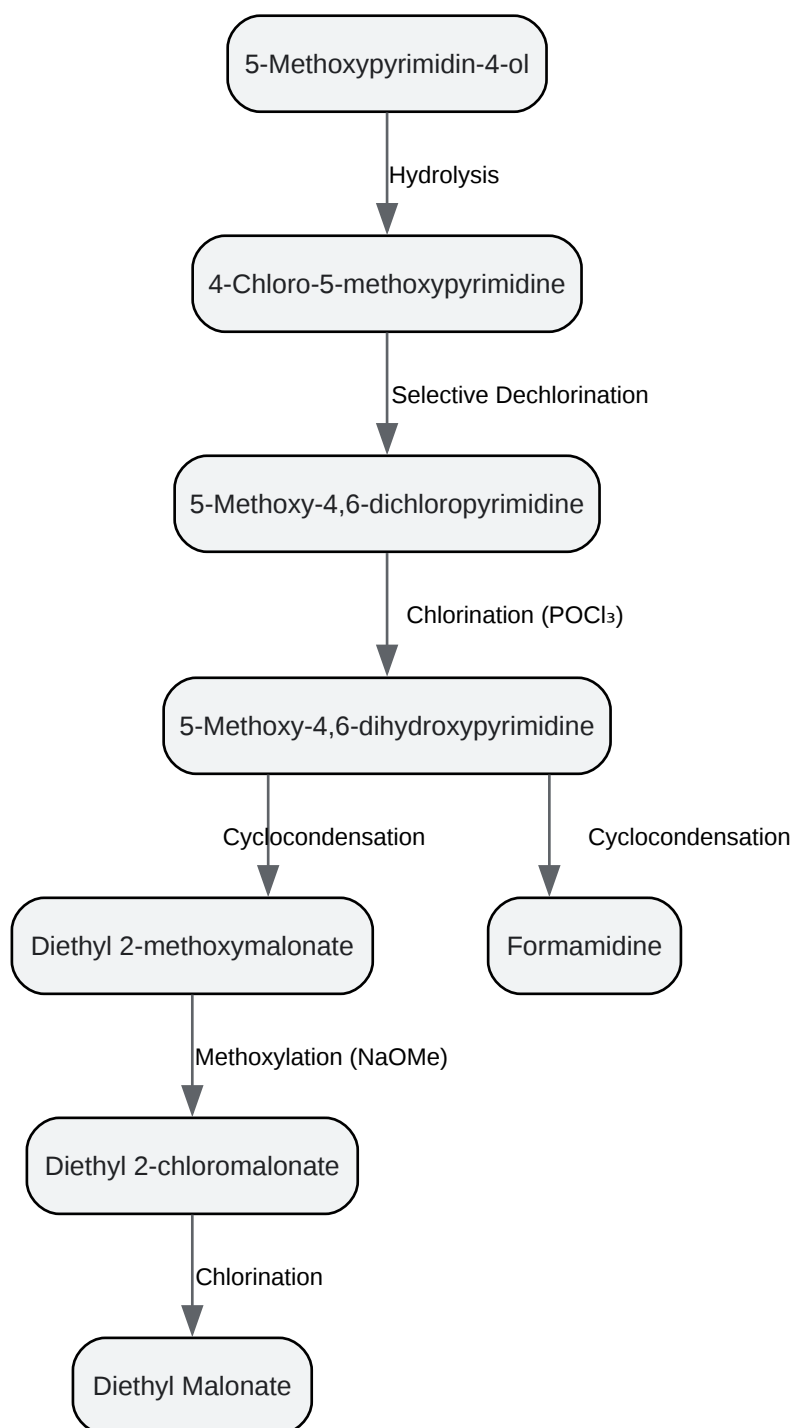 5-Methoxypyrimidin-4-ol
Hydrolysis
4-Chloro-5-methoxypyrimidine
Selective Dechlorination
5-Methoxy-4,6-dichloropyrimidine
Chlorination (POCl₃)
5-Methoxy-4,6-dihydroxypyrimidine
Cyclocondensation
Cyclocondensation
Diethyl 2-methoxymalonate
Formamidine
Methoxylation (NaOMe)
Diethyl 2-chloromalonate
Chlorination
Diethyl Malonate